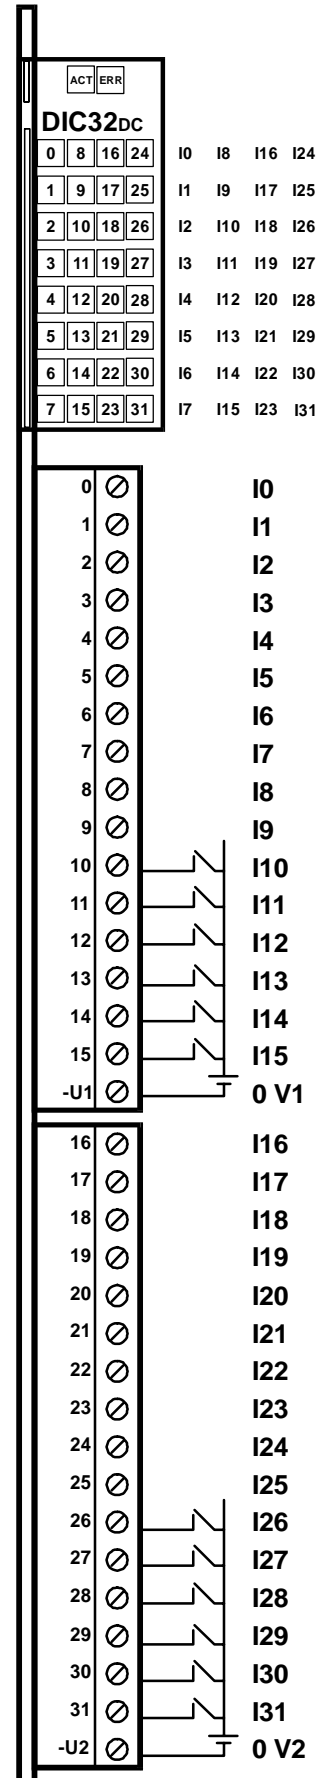 ACT ERR
DIC32DC
0 8 16 24 I0 I8 I16 I24
1 9 17 25 I1 I9 I17 I25
2 10 18 26 I2 I10 I18 I26
3 11 19 27 I3 I11 I19 I27
4 12 20 28 I4 I12 I20 I28
5 13 21 29 I5 I13 I21 I29
6 14 22 30 I6 I14 I22 I30
7 15 23 31 I7 I15 I23 I31
0 I0
1 I1
2 I2
3 I3
4 I4
5 I5
6 I6
7 I7
8 I8
9 I9
10 I10
11 I11
12 I12
13 I13
14 I14
15 I15
-U1 0 V1
16 I16
17 I17
18 I18
19 I19
20 I20
21 I21
22 I22
23 I23
24 I24
25 I25
26 I26
27 I27
28 I28
29 I29
30 I30
31 I31
-U2 0 V2